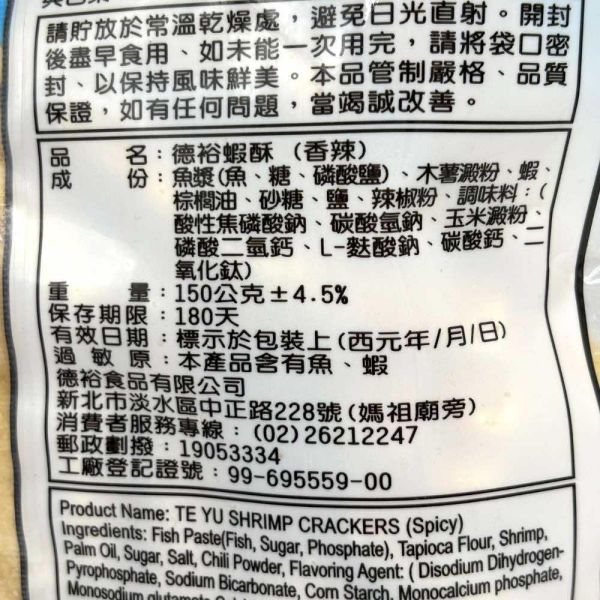 請貯放於常溫乾燥處，避免日光直射。開封
後盡早食用、如未能一次用完，請將袋口密
封、以保持風味鮮美。本品管制嚴格、品質
保證，如有任何問題，當竭誠改善。
品　　　名：德裕蝦酥（香辣）
成　　　份：魚漿(魚、糖、磷酸鹽)、木薯澱粉、蝦、
棕櫚油、砂糖、鹽、辣椒粉、調味料：(
酸性焦磷酸鈉、碳酸氫鈉、玉米澱粉、
磷酸二氫鈣、L-麩酸鈉、碳酸鈣、二
氧化鈦)
重　　　量：150公克±4.5%
保存期限：180天
有效日期：標示於包裝上(西元年/月/日)
過 敏 原：本產品含有魚、蝦
德裕食品有限公司
新北市淡水區中正路228號(媽祖廟旁)
消費者服務專線：(02)26212247
郵政劃撥：19053334
工廠登記證號：99-695559-00
Product Name: TE YU SHRIMP CRACKERS (Spicy)
Ingredients: Fish Paste(Fish, Sugar, Phosphate), Tapioca Flour, Shrimp,
Palm Oil, Sugar, Salt, Chili Powder, Flavoring Agent: ( Disodium Dihydrogen-
Pyrophosphate, Sodium Bicarbonate, Corn Starch, Monocalcium phosphate,
Monosodium glutamate